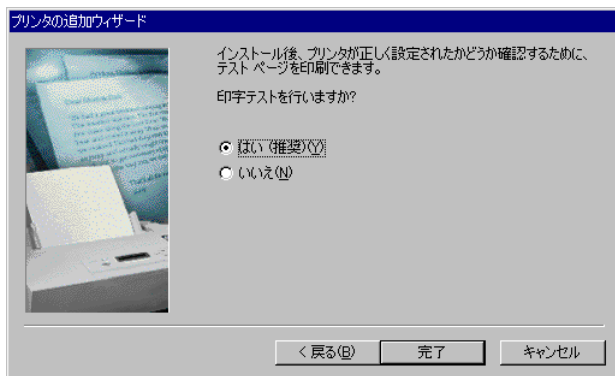 プリンタの追加ウィザード
インストール後、プリンタが正しく設定されたかどうか確認するために、
テスト ページを印刷できます。
印字テストを行いますか?
はい (推奨)(Y)
いいえ(N)
< 戻る(B)
完了
キャンセル